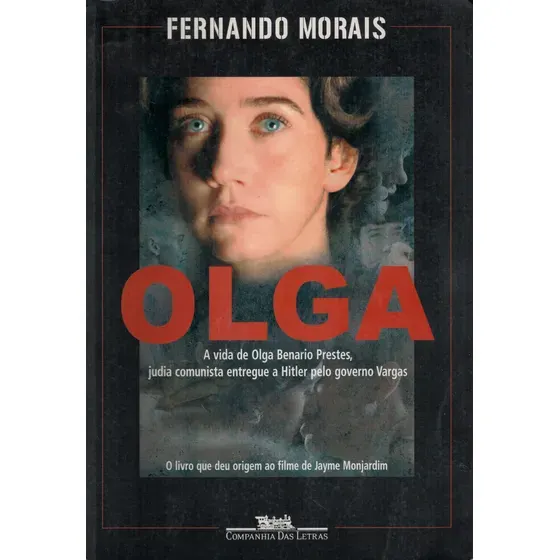 FERNANDO MORAIS
OLGA
A vida de Olga Benario Prestes,
judia comunista entregue a Hitler pelo governo Vargas
O livro que deu origem ao filme de Jayme Monjardim
COMPANHIA DAS LETRAS